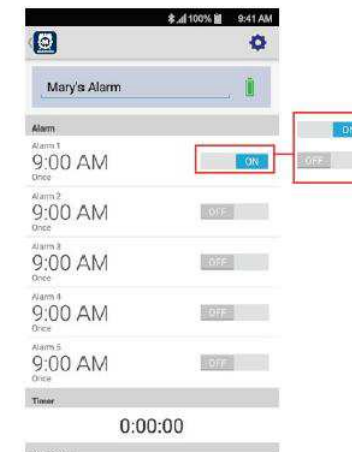 100% 9:41 AM
Mary's Alarm
Alarm
Alarm 1
9:00 AM
ON
Once
Alarm 2
9:00 AM
OFF
Once
Alarm 3
9:00 AM
OFF
Once
Alarm 4
9:00 AM
OFF
Once
Alarm 5
9:00 AM
OFF
Once
Timer
0:00:00
ON
OFF